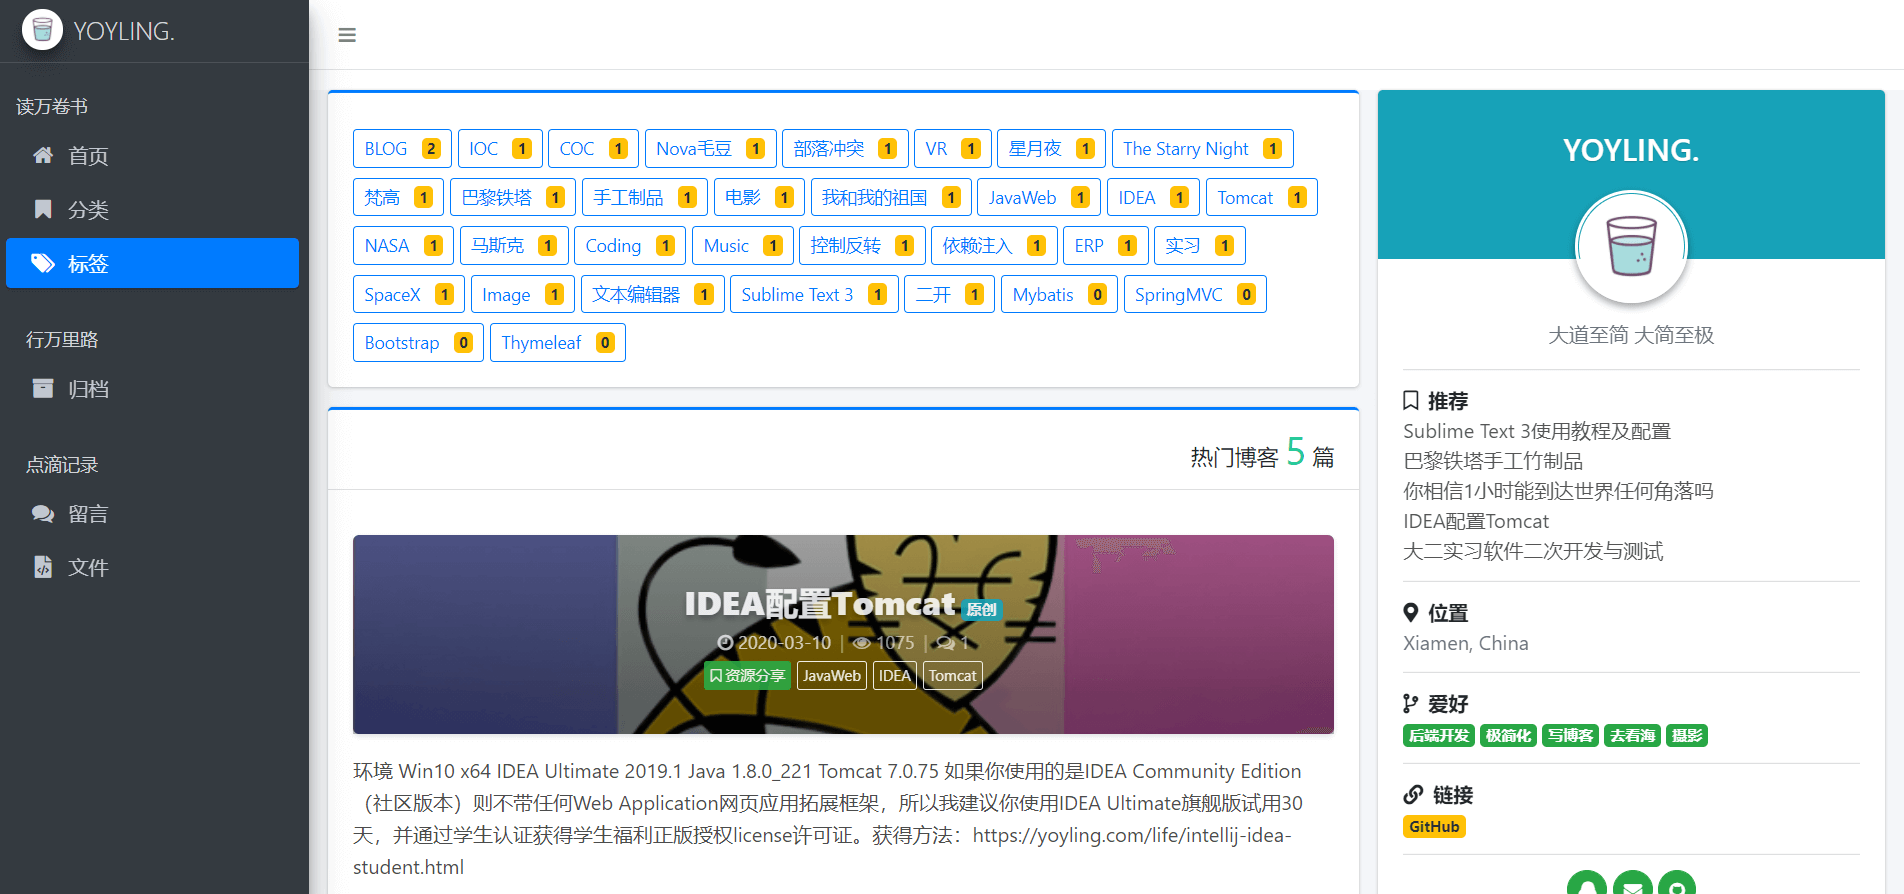 YOYLING.
读万卷书
首页
分类
标签
行万里路
归档
点滴记录
留言
文件
BLOG 2 IOC 1 COC 1 Nova毛豆 1 部落冲突 1 VR 1 星月夜 1 The Starry Night 1
梵高 1 巴黎铁塔 1 手工制品 1 电影 1 我和我的祖国 1 JavaWeb 1 IDEA 1 Tomcat 1
NASA 1 马斯克 1 Coding 1 Music 1 控制反转 1 依赖注入 1 ERP 1 实习 1
SpaceX 1 Image 1 文本编辑器 1 Sublime Text 3 1 二开 1 Mybatis 0 SpringMVC 0
Bootstrap 0 Thymeleaf 0
热门博客 5 篇
IDEA配置Tomcat 原创
2020-03-10 | 1075 | 1
资源分享 JavaWeb IDEA Tomcat
环境 Win10 x64 IDEA Ultimate 2019.1 Java 1.8.0_221 Tomcat 7.0.75 如果你使用的是IDEA Community Edition
（社区版本）则不带任何Web Application网页应用拓展框架，所以我建议你使用IDEA Ultimate旗舰版试用30
天，并通过学生认证获得学生福利正版授权license许可证。获得方法：https://yoyling.com/life/intellij-idea-
student.html
YOYLING.
大道至简 大简至极
推荐
Sublime Text 3使用教程及配置
巴黎铁塔手工竹制品
你相信1小时能到达世界任何角落吗
IDEA配置Tomcat
大二实习软件二次开发与测试
位置
Xiamen, China
爱好
后端开发 极简化 写博客 去看海 摄影
链接
GitHub